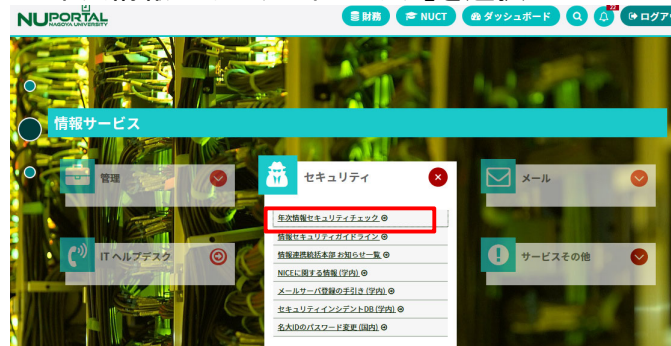 NUPORTAL
NAGOYA UNIVERSITY
財務
NUCT
ダッシュボード
22
ログア
情報サービス
管理
セキュリティ
メール
年次情報セキュリティチェック
情報セキュリティガイドライン
情報連携統括本部 お知らせ一覧
NICEに関する情報 (学内)
メールサーバ登録の手引き (学内)
セキュリティインシデントDB (学内)
名大IDのパスワード変更 (国内)
IT ヘルプデスク
サービスその他